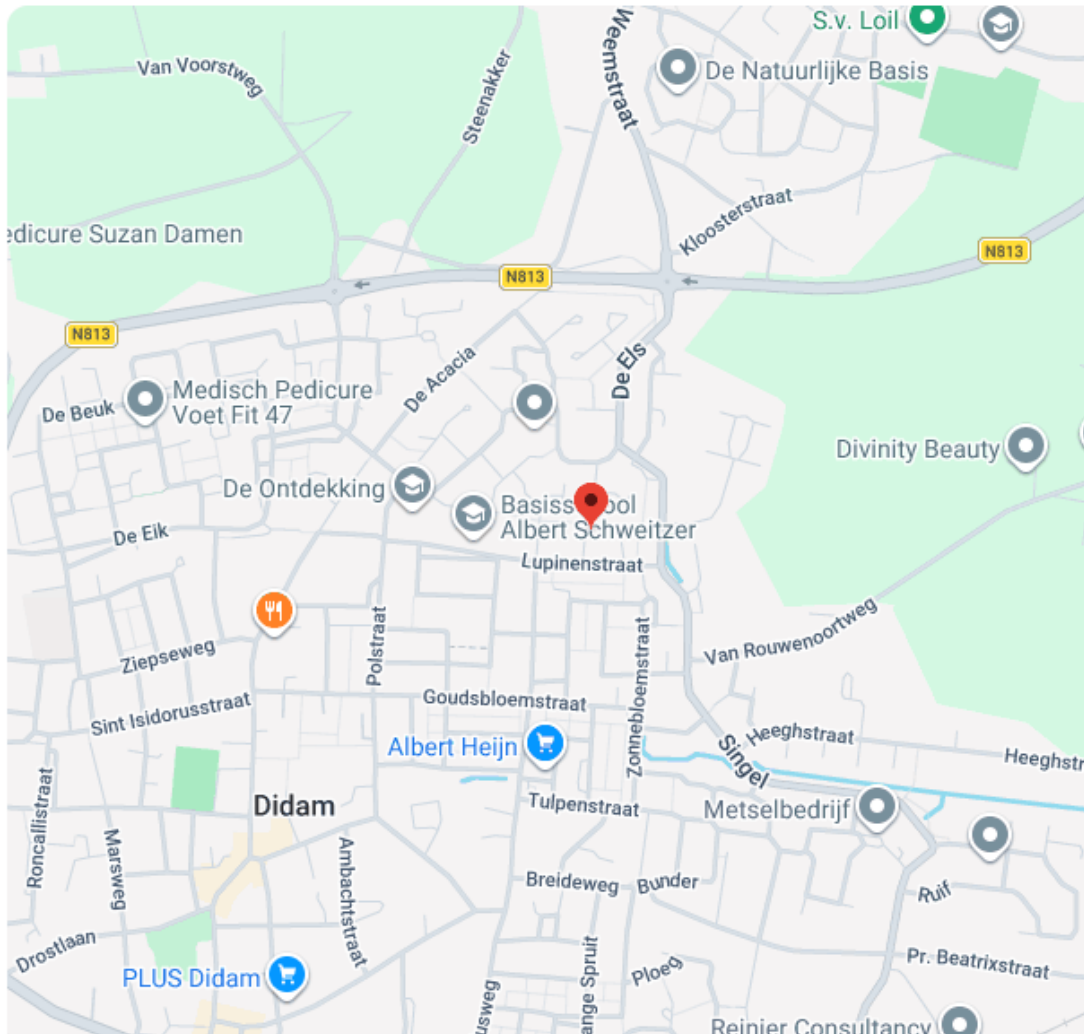 S.v. Loil
Weemstraat
Van Voorstweg
Steenakker
De Natuurlijke Basis
Kloosterstraat
edicure Suzan Damen
N813
N813
N813
De Acacia
De Els
Medisch Pedicure
Voet Fit 47
De Beuk
Divinity Beauty
De Ontdekking
Albert Schweitzer
De Eik
Lupinenstraat
Polstraat
Zonnebloemstraat
Van Rouwenoortweg
Ziepseweg
Sint Isidorusstraat
Goudsbloemstraat
Albert Heijn
Singel
Heeghstraat
Heeghstr
Roncallistraat
Didam
Tulpenstraat
Metselbedrijf
Marsweg
Ambachtstraat
Breideweg
Bunder
Ruif
Drostlaan
PLUS Didam
Ploeg
Pr. Beatrixstraat
usweg
ange Spruit
Reinier Consultancy